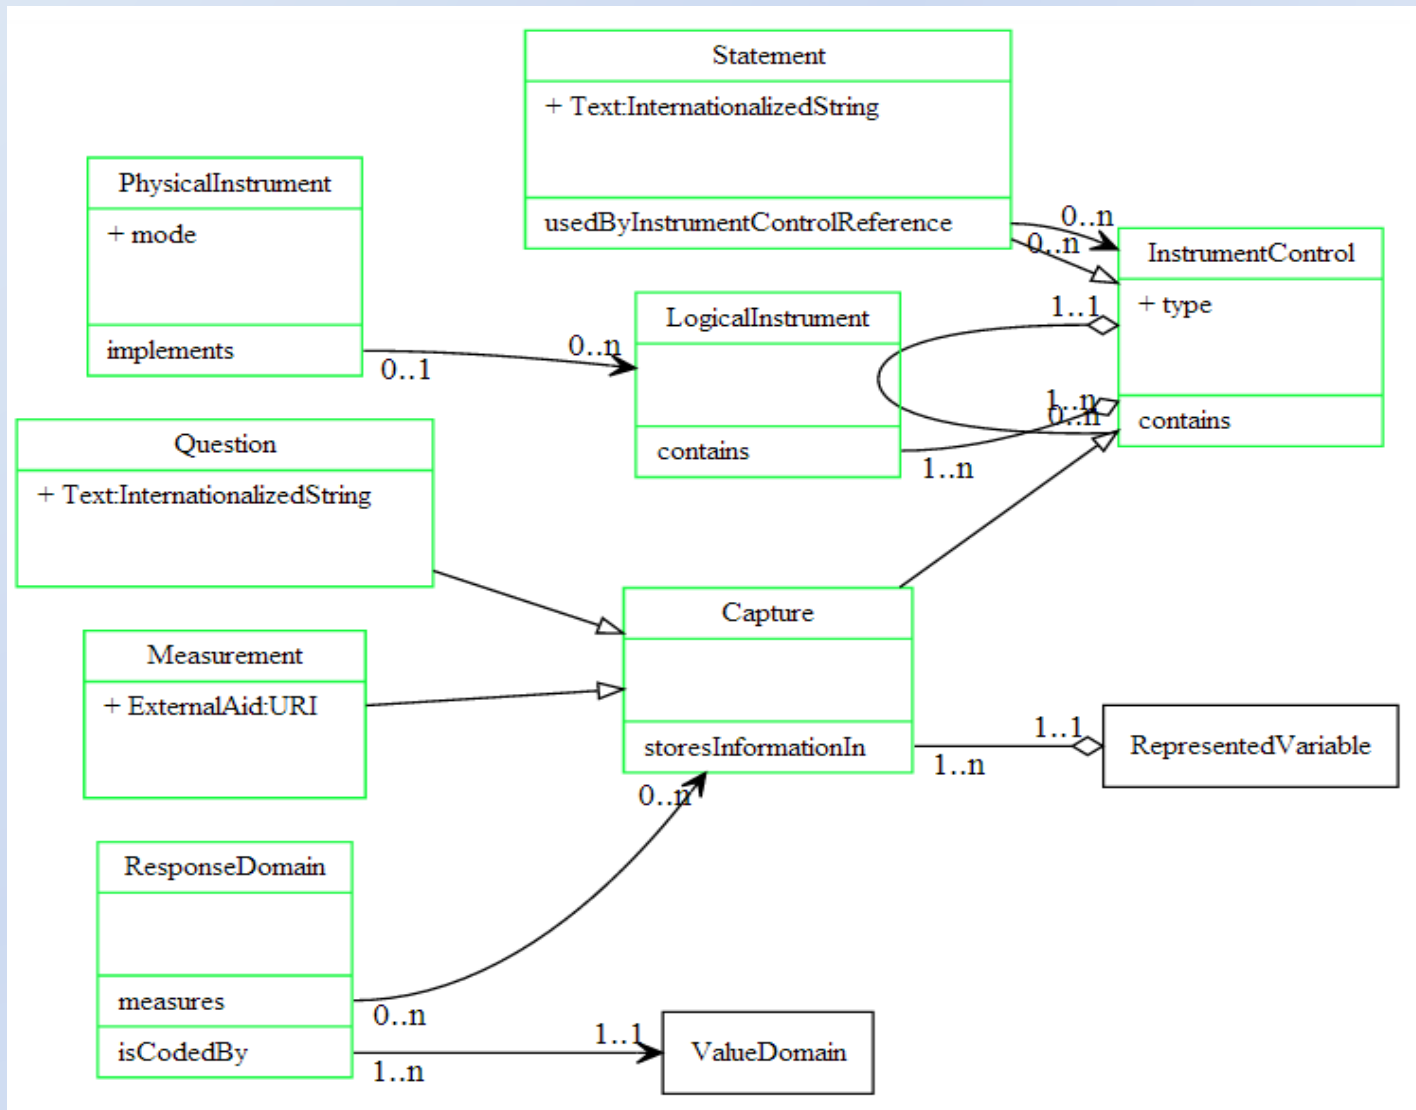 Statement
+ Text:InternationalizedString
usedByInstrumentControlReference
0..n
0..n
PhysicalInstrument
+ mode
implements
0..1
0..n
LogicalInstrument
contains
1..n
InstrumentControl
+ type
contains
1..1
1..n
0..n
Question
+ Text:InternationalizedString
Measurement
+ ExternalAid:URI
Capture
storesInformationIn
1..n
1..1
RepresentedVariable
0..n
ResponseDomain
measures
0..n
isCodedBy
1..n
1..1
ValueDomain